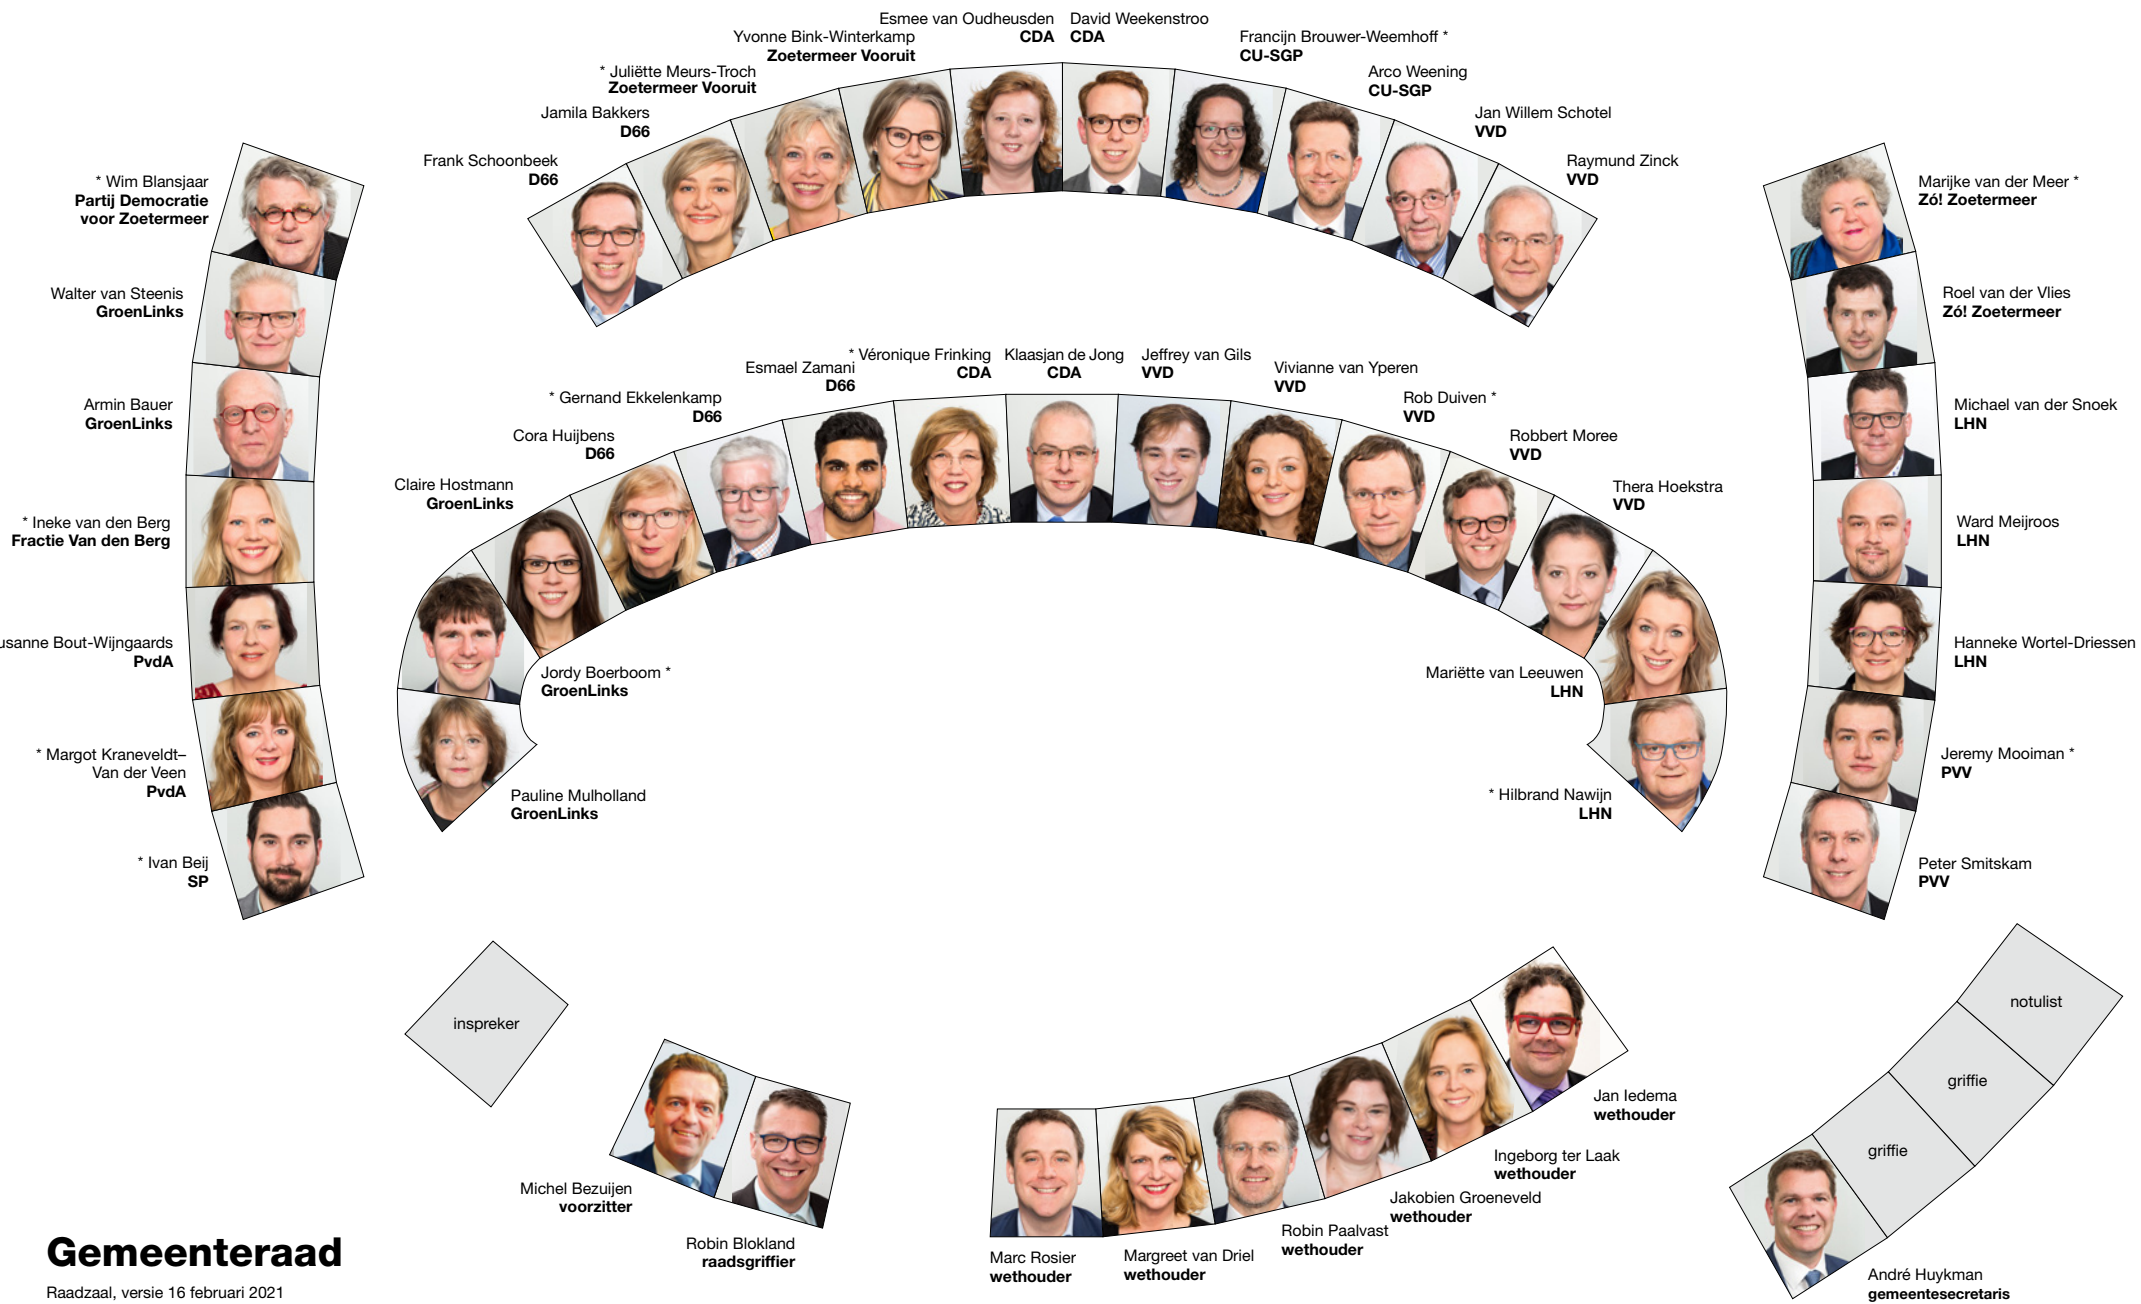 Esmee van Oudheusden
CDA
David Weekenstroo
CDA
Yvonne Bink-Winterkamp
Zoetermeer Vooruit
Francijn Brouwer-Weemhoff *
CU-SGP
* Juliëtte Meurs-Troch
Zoetermeer Vooruit
Arco Weening
CU-SGP
Jamila Bakkers
D66
Jan Willem Schotel
VVD
Frank Schoonbeek
D66
Raymund Zinck
VVD
* Wim Blansjaar
Partij Democratie
voor Zoetermeer
Marijke van der Meer *
Zó! Zoetermeer
Walter van Steenis
GroenLinks
Roel van der Vlies
Zó! Zoetermeer
Armin Bauer
GroenLinks
Michael van der Snoek
LHN
* Ineke van den Berg
Fractie Van den Berg
Ward Meijroos
LHN
usanne Bout-Wijngaards
PvdA
Hanneke Wortel-Driessen
LHN
* Margot Kraneveldt–
Van der Veen
PvdA
Jeremy Mooiman *
PVV
* Ivan Beij
SP
Peter Smitskam
PVV
* Véronique Frinking
CDA
Klaasjan de Jong
CDA
Jeffrey van Gils
VVD
Esmael Zamani
D66
Vivianne van Yperen
VVD
* Gernand Ekkelenkamp
D66
Rob Duiven *
VVD
Cora Huijbens
D66
Robbert Moree
VVD
Claire Hostmann
GroenLinks
Thera Hoekstra
VVD
Jordy Boerboom *
GroenLinks
Mariëtte van Leeuwen
LHN
Pauline Mulholland
GroenLinks
* Hilbrand Nawijn
LHN
inspreker
notulist
griffie
griffie
Michel Bezuijen
voorzitter
Robin Blokland
raadsgriffier
Marc Rosier
wethouder
Margreet van Driel
wethouder
Robin Paalvast
wethouder
Jakobien Groeneveld
wethouder
Ingeborg ter Laak
wethouder
Jan Iedema
wethouder
André Huykman
gemeentesecretaris
Gemeenteraad
Raadzaal, versie 16 februari 2021